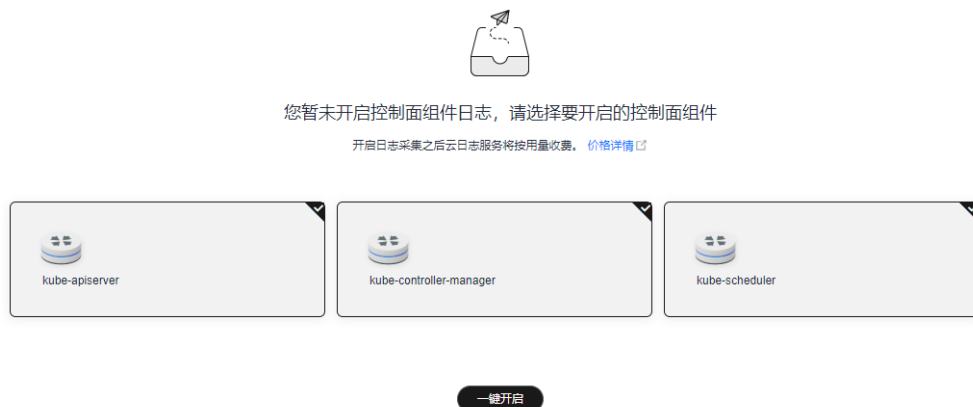 您暂未开启控制面组件日志，请选择要开启的控制面组件
开启日志采集之后云日志服务将按用量收费。 价格详情
kube-apiserver
kube-controller-manager
kube-scheduler
一键开启